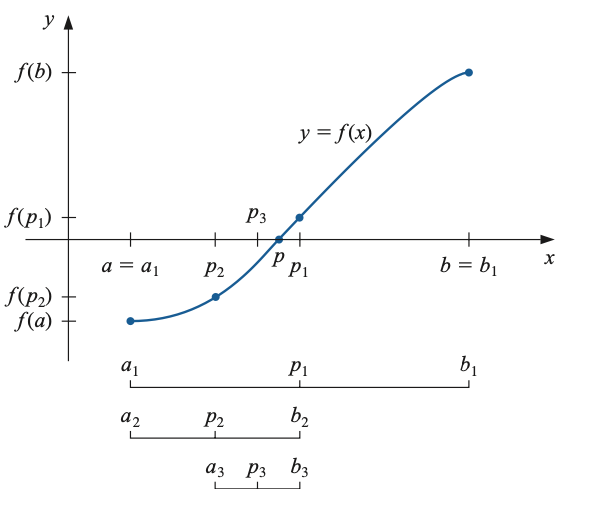 y
f(b)
y = f(x)
f(p₁)
p₃
a = a₁
p₂
p
p₁
b = b₁
x
f(p₂)
f(a)
a₁ p₁ b₁
a₂ p₂ b₂
a₃ p₃ b₃